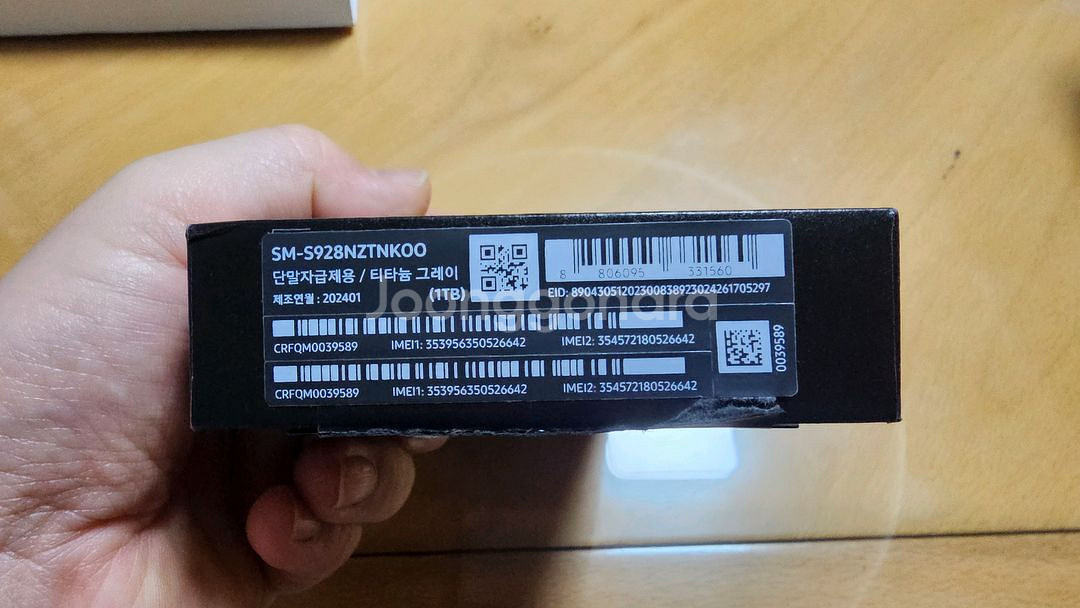 SM-S928NZTNKOO
단말자급제용 / 티타늄 그레이
(1TB)
제조연월 : 202401
8 806095 331560
EID: 89043051202300838923024261705297
Joonggonara
CRFQM0039589 IMEI1: 353956350526642 IMEI2: 354572180526642
CRFQM0039589 IMEI1: 353956350526642 IMEI2: 354572180526642
0039589